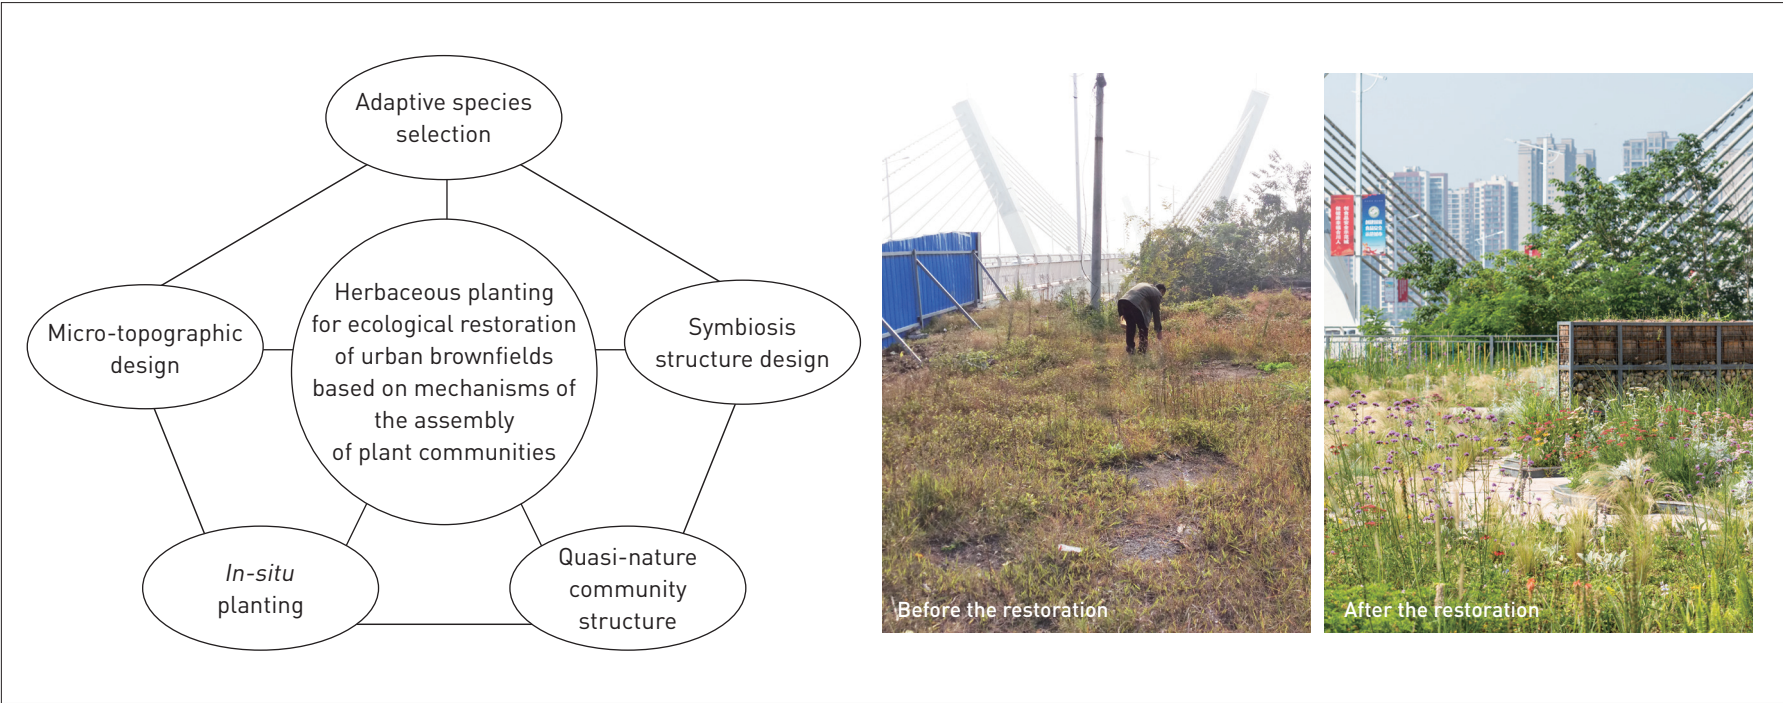 Adaptive species
selection
Micro-topographic
design
Herbaceous planting
for ecological restoration
of urban brownfields
based on mechanisms of
the assembly
of plant communities
Symbiosis
structure design
In-situ
planting
Quasi-nature
community
structure
Before the restoration
After the restoration